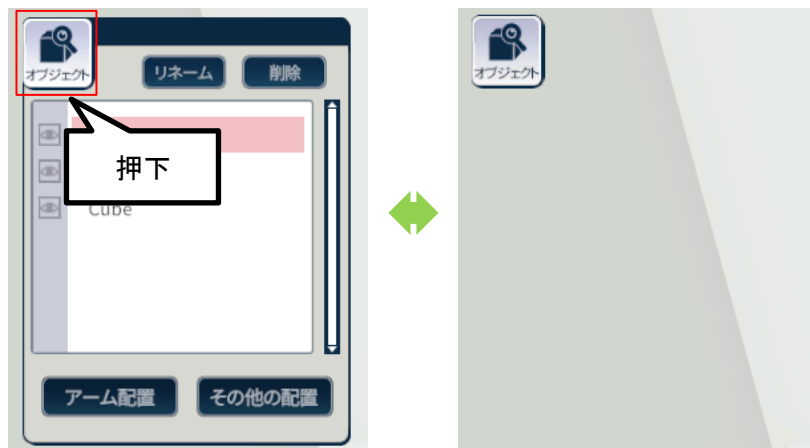 オブジェクト
リネーム
削除
押下
Cube
アーム配置
その他の配置
オブジェクト